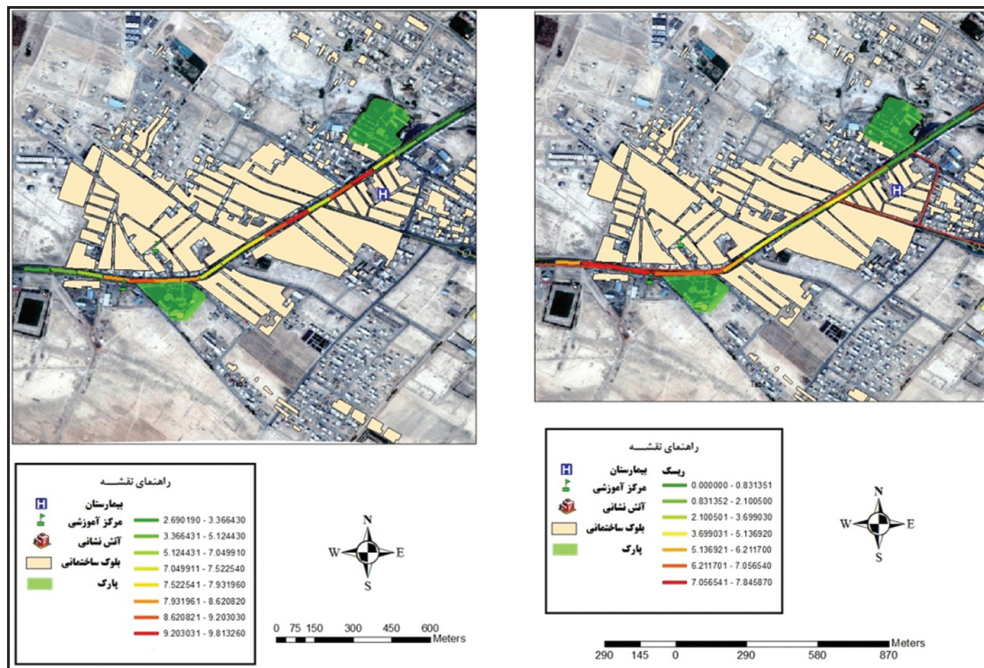 H
H
راهنمای نقشه
بیمارستان
مرکز آموزشی
آتش نشانی
بلوک ساختمانی
پارک
2.690190 - 3.366430
3.366431 - 5.124430
5.124431 - 7.049910
7.049911 - 7.522540
7.522541 - 7.931960
7.931961 - 8.620820
8.620821 - 9.203030
9.203031 - 9.813260
N
W E
S
0 75 150 300 450 600
Meters
راهنمای نقشه
بیمارستان
مرکز آموزشی
آتش نشانی
بلوک ساختمانی
پارک
ریسک
0.000000 - 0.831351
0.831352 - 2.100500
2.100501 - 3.699030
3.699031 - 5.136920
5.136921 - 6.211700
6.211701 - 7.056540
7.056541 - 7.845870
N
W E
S
290 145 0 290 580 870
Meters